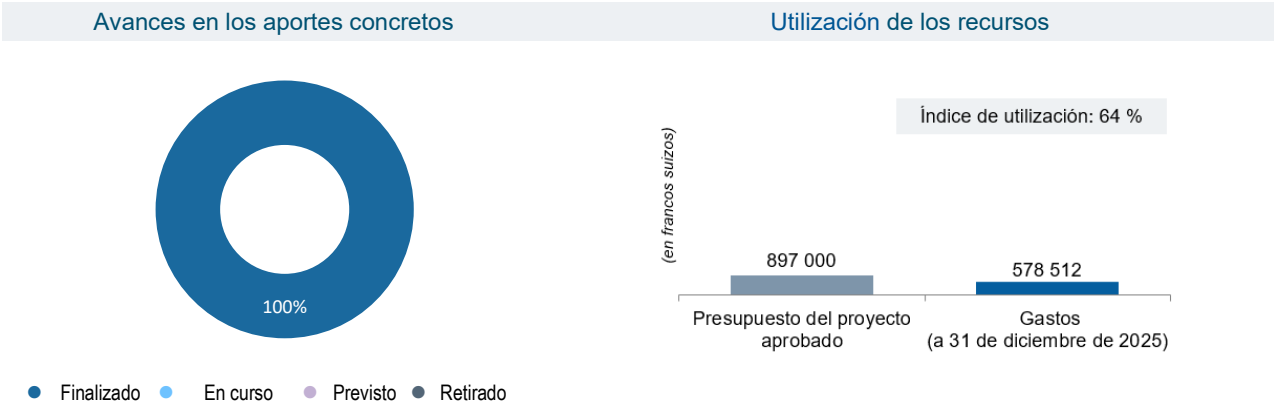 Avances en los aportes concretos
Utilización de los recursos
Índice de utilización: 64 %
(en francos suizos)
897 000
578 512
100%
Presupuesto del proyecto
aprobado
Gastos
(a 31 de diciembre de 2025)
Finalizado
En curso
Previsto
Retirado